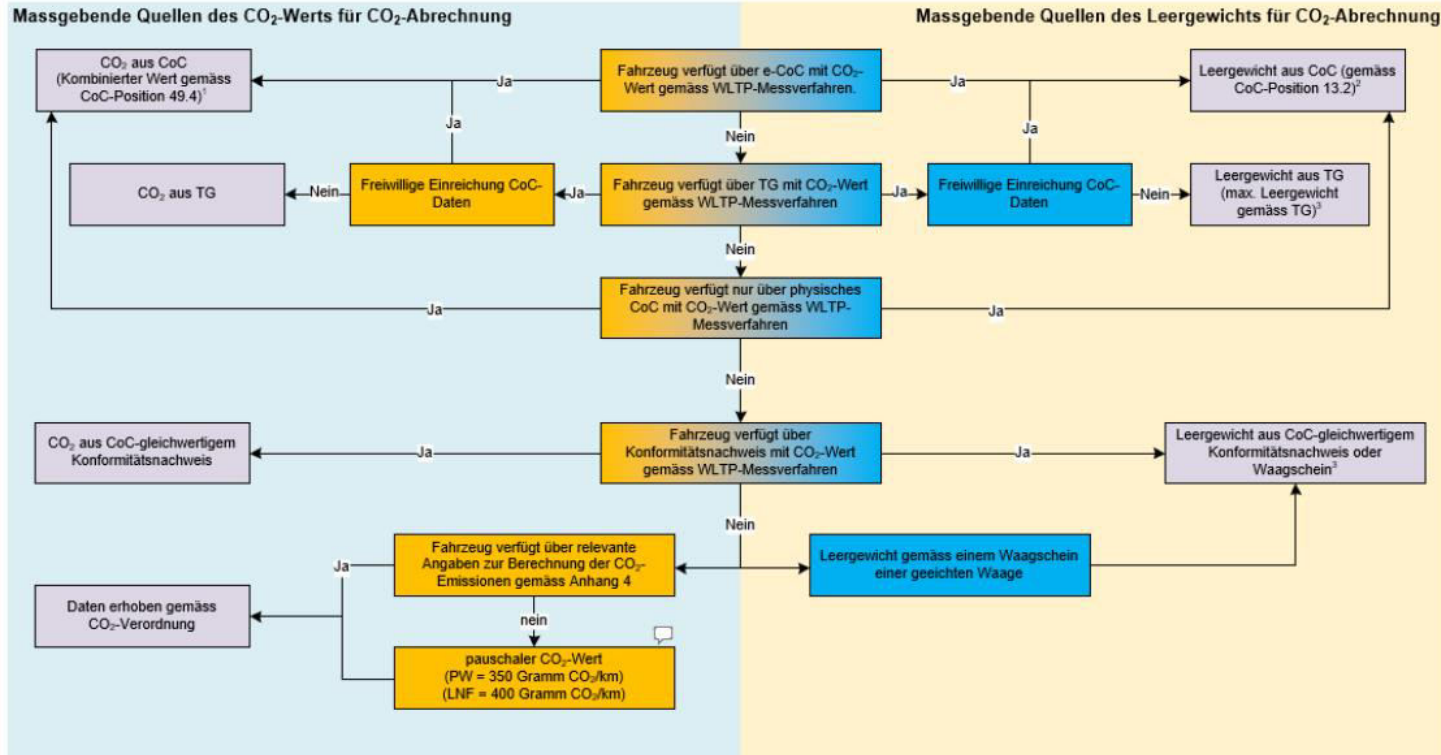 Massgebende Quellen des CO₂-Werts für CO₂-Abrechnung
Massgebende Quellen des Leergewichts für CO₂-Abrechnung
CO₂ aus CoC
(Kombinierter Wert gemäss
CoC-Position 49.4)¹
Ja
Fahrzeug verfügt über e-CoC mit CO₂-
Wert gemäss WLTP-Messverfahren.
Ja
Leergewicht aus CoC (gemäss
CoC-Position 13.2)²
Ja
Nein
Ja
CO₂ aus TG
Nein
Freiwillige Einreichung CoC-
Daten
Ja
Fahrzeug verfügt über TG mit CO₂-Wert
gemäss WLTP-Messverfahren
Ja
Freiwillige Einreichung CoC-
Daten
Nein
Leergewicht aus TG
(max. Leergewicht
gemäss TG)³
Nein
Ja
Fahrzeug verfügt nur über physisches
CoC mit CO₂-Wert gemäss WLTP-
Messverfahren
Ja
Nein
CO₂ aus CoC-gleichwertigem
Konformitätsnachweis
Ja
Fahrzeug verfügt über
Konformitätsnachweis mit CO₂-Wert
gemäss WLTP-Messverfahren
Ja
Leergewicht aus CoC-gleichwertigem
Konformitätsnachweis oder
Waagschein³
Nein
Ja
Fahrzeug verfügt über relevante
Angaben zur Berechnung der CO₂-
Emissionen gemäss Anhang 4
Leergewicht gemäss einem Waagschein
einer geeichten Waage
Daten erhoben gemäss
CO₂-Verordnung
nein
pauschaler CO₂-Wert
(PW = 350 Gramm CO₂/km)
(LNF = 400 Gramm CO₂/km)